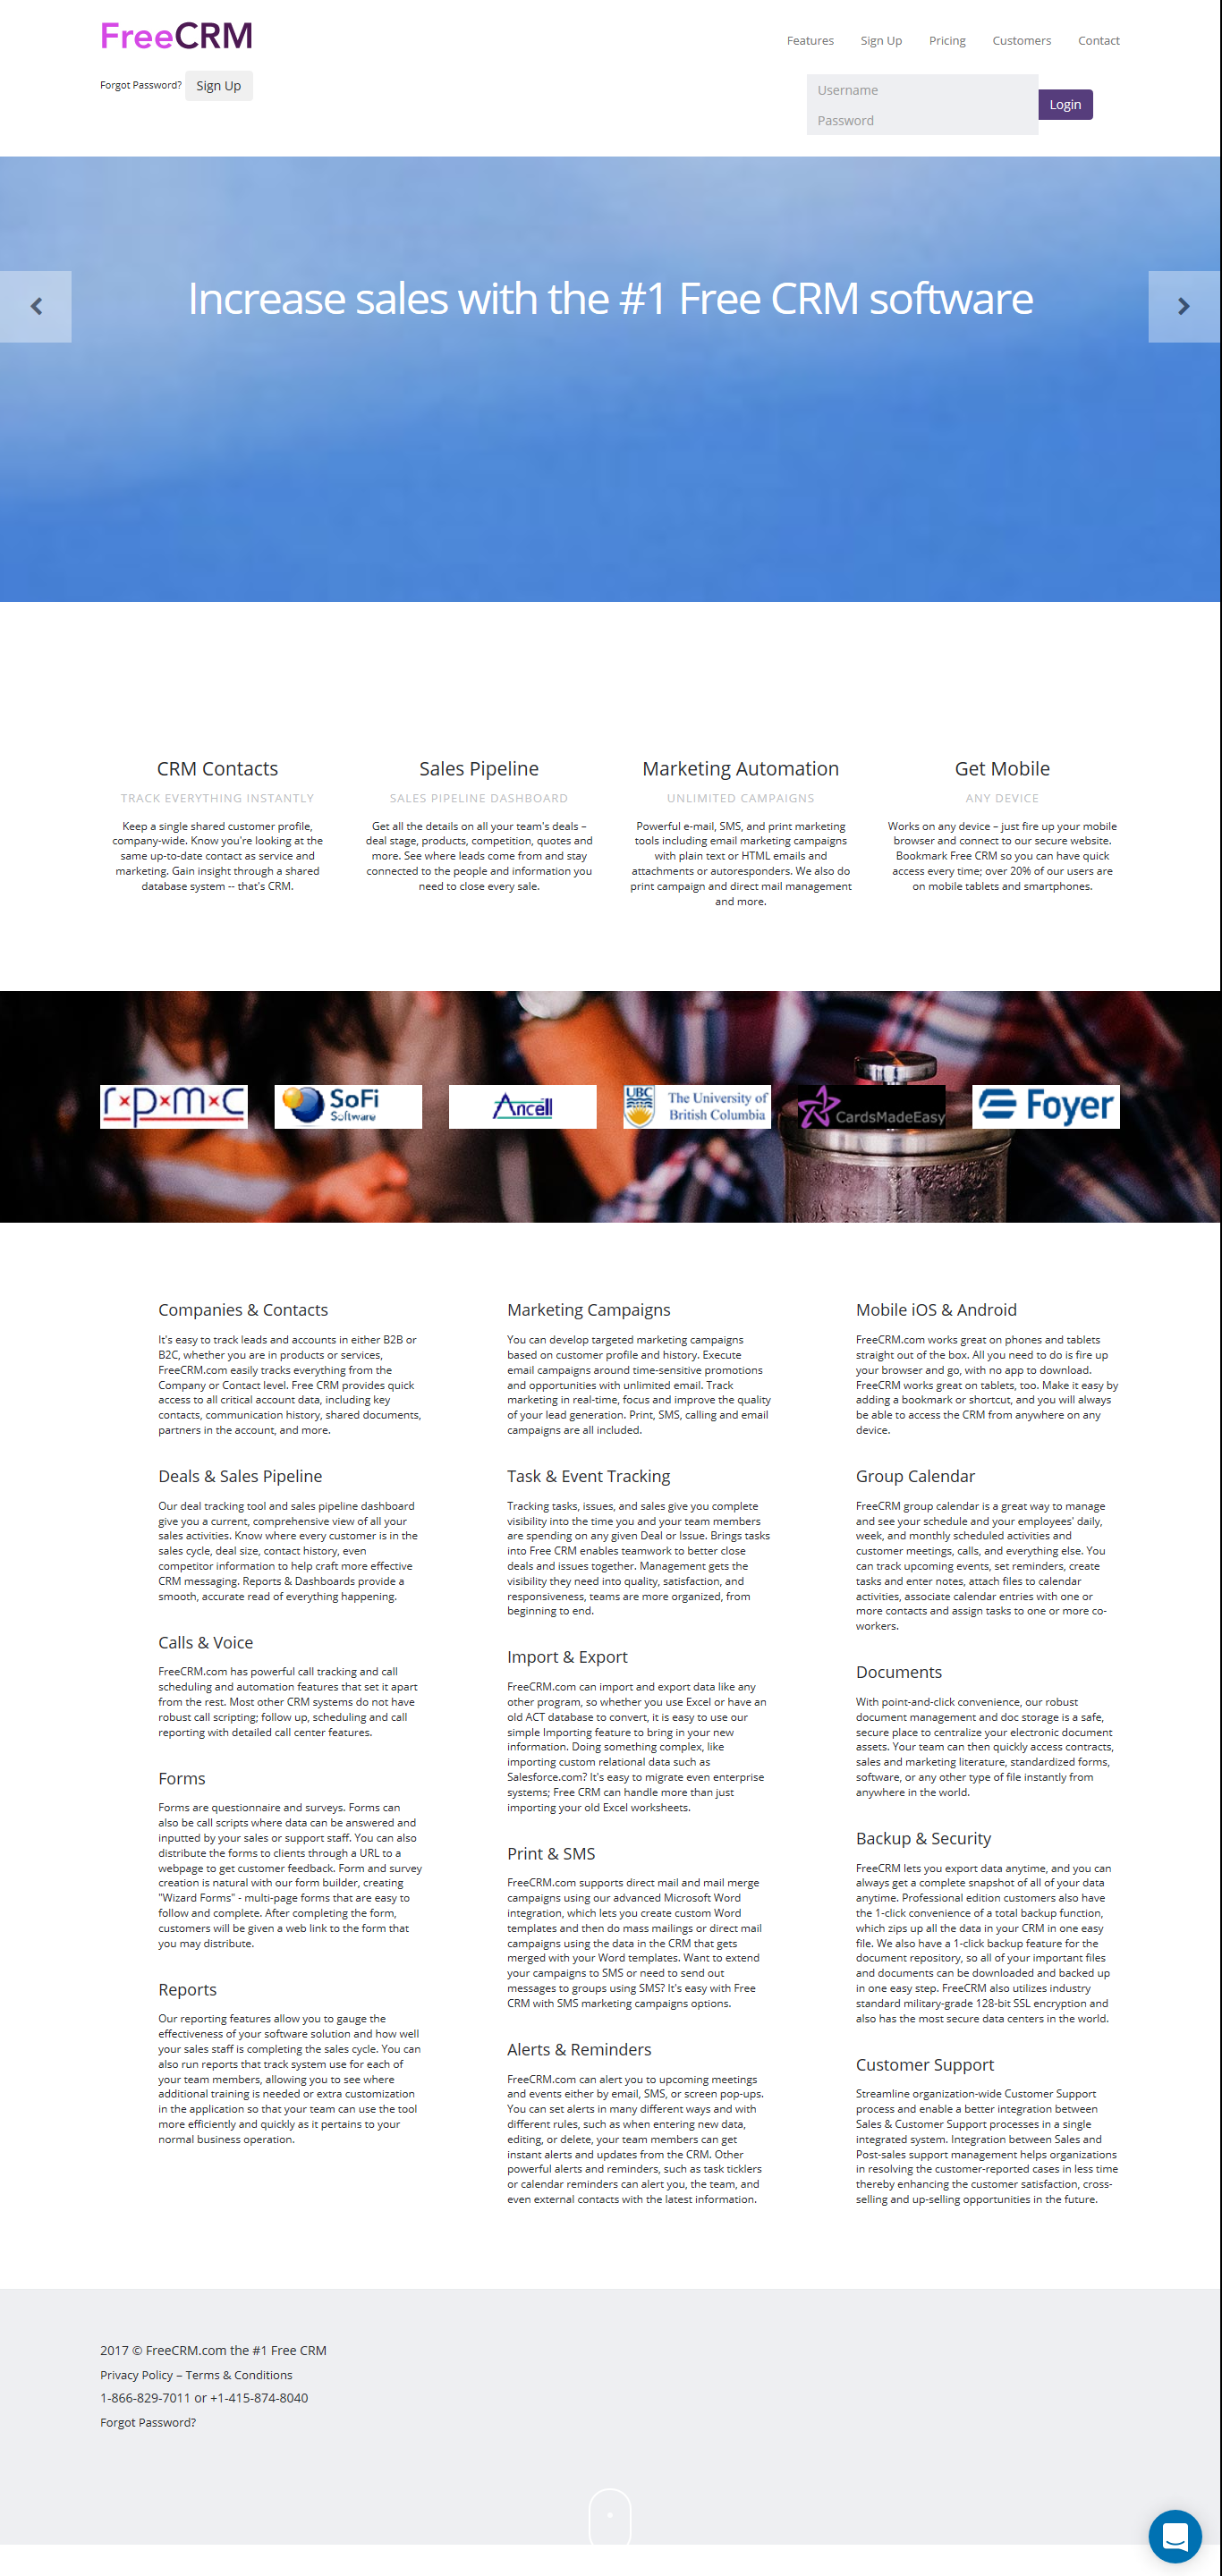 FreeCRM
Features Sign Up Pricing Customers Contact
Forgot Password? Sign Up
Username
Password
Login
Increase sales with the #1 Free CRM software
CRM Contacts
TRACK EVERYTHING INSTANTLY
Keep a single shared customer profile,
company-wide. Know you're looking at the
same up-to-date contact as service and
marketing. Gain insight through a shared
database system -- that's CRM.
Sales Pipeline
SALES PIPELINE DASHBOARD
Get all the details on all your team's deals –
deal stage, products, competition, quotes and
more. See where leads come from and stay
connected to the people and information you
need to close every sale.
Marketing Automation
UNLIMITED CAMPAIGNS
Powerful e-mail, SMS, and print marketing
tools including email marketing campaigns
with plain text or HTML emails and
attachments or autoresponders. We also do
print campaign and direct mail management
and more.
Get Mobile
ANY DEVICE
Works on any device – just fire up your mobile
browser and connect to our secure website.
Bookmark Free CRM so you can have quick
access every time; over 20% of our users are
on mobile tablets and smartphones.
r×p×m×c
SoFi
Software
Ancell
UBC
The University of
British Columbia
CardsMadeEasy
Foyer
Companies & Contacts
It's easy to track leads and accounts in either B2B or
B2C, whether you are in products or services,
FreeCRM.com easily tracks everything from the
Company or Contact level. Free CRM provides quick
access to all critical account data, including key
contacts, communication history, shared documents,
partners in the account, and more.
Deals & Sales Pipeline
Our deal tracking tool and sales pipeline dashboard
give you a current, comprehensive view of all your
sales activities. Know where every customer is in the
sales cycle, deal size, contact history, even
competitor information to help craft more effective
CRM messaging. Reports & Dashboards provide a
smooth, accurate read of everything happening.
Calls & Voice
FreeCRM.com has powerful call tracking and call
scheduling and automation features that set it apart
from the rest. Most other CRM systems do not have
robust call scripting; follow up, scheduling and call
reporting with detailed call center features.
Forms
Forms are questionnaire and surveys. Forms can
also be call scripts where data can be answered and
inputted by your sales or support staff. You can also
distribute the forms to clients through a URL to a
webpage to get customer feedback. Form and survey
creation is natural with our form builder, creating
"Wizard Forms" - multi-page forms that are easy to
follow and complete. After completing the form,
customers will be given a web link to the form that
you may distribute.
Reports
Our reporting features allow you to gauge the
effectiveness of your software solution and how well
your sales staff is completing the sales cycle. You can
also run reports that track system use for each of
your team members, allowing you to see where
additional training is needed or extra customization
in the application so that your team can use the tool
more efficiently and quickly as it pertains to your
normal business operation.
Marketing Campaigns
You can develop targeted marketing campaigns
based on customer profile and history. Execute
email campaigns around time-sensitive promotions
and opportunities with unlimited email. Track
marketing in real-time, focus and improve the quality
of your lead generation. Print, SMS, calling and email
campaigns are all included.
Task & Event Tracking
Tracking tasks, issues, and sales give you complete
visibility into the time you and your team members
are spending on any given Deal or Issue. Brings tasks
into Free CRM enables teamwork to better close
deals and issues together. Management gets the
visibility they need into quality, satisfaction, and
responsiveness, teams are more organized, from
beginning to end.
Import & Export
FreeCRM.com can import and export data like any
other program, so whether you use Excel or have an
old ACT database to convert, it is easy to use our
simple Importing feature to bring in your new
information. Doing something complex, like
importing custom relational data such as
Salesforce.com? It's easy to migrate even enterprise
systems; Free CRM can handle more than just
importing your old Excel worksheets.
Print & SMS
FreeCRM.com supports direct mail and mail merge
campaigns using our advanced Microsoft Word
integration, which lets you create custom Word
templates and then do mass mailings or direct mail
campaigns using the data in the CRM that gets
merged with your Word templates. Want to extend
your campaigns to SMS or need to send out
messages to groups using SMS? It's easy with Free
CRM with SMS marketing campaigns options.
Alerts & Reminders
FreeCRM.com can alert you to upcoming meetings
and events either by email, SMS, or screen pop-ups.
You can set alerts in many different ways and with
different rules, such as when entering new data,
editing, or delete, your team members can get
instant alerts and updates from the CRM. Other
powerful alerts and reminders, such as task ticklers
or calendar reminders can alert you, the team, and
even external contacts with the latest information.
Mobile iOS & Android
FreeCRM.com works great on phones and tablets
straight out of the box. All you need to do is fire up
your browser and go, with no app to download.
FreeCRM works great on tablets, too. Make it easy by
adding a bookmark or shortcut, and you will always
be able to access the CRM from anywhere on any
device.
Group Calendar
FreeCRM group calendar is a great way to manage
and see your schedule and your employees' daily,
week, and monthly scheduled activities and
customer meetings, calls, and everything else. You
can track upcoming events, set reminders, create
tasks and enter notes, attach files to calendar
activities, associate calendar entries with one or
more contacts and assign tasks to one or more co-
workers.
Documents
With point-and-click convenience, our robust
document management and doc storage is a safe,
secure place to centralize your electronic document
assets. Your team can then quickly access contracts,
sales and marketing literature, standardized forms,
software, or any other type of file instantly from
anywhere in the world.
Backup & Security
FreeCRM lets you export data anytime, and you can
always get a complete snapshot of all of your data
anytime. Professional edition customers also have
the 1-click convenience of a total backup function,
which zips up all the data in your CRM in one easy
file. We also have a 1-click backup feature for the
document repository, so all of your important files
and documents can be downloaded and backed up
in one easy step. FreeCRM also utilizes industry
standard military-grade 128-bit SSL encryption and
also has the most secure data centers in the world.
Customer Support
Streamline organization-wide Customer Support
process and enable a better integration between
Sales & Customer Support processes in a single
integrated system. Integration between Sales and
Post-sales support management helps organizations
in resolving the customer-reported cases in less time
thereby enhancing the customer satisfaction, cross-
selling and up-selling opportunities in the future.
2017 © FreeCRM.com the #1 Free CRM
Privacy Policy – Terms & Conditions
1-866-829-7011 or +1-415-874-8040
Forgot Password?